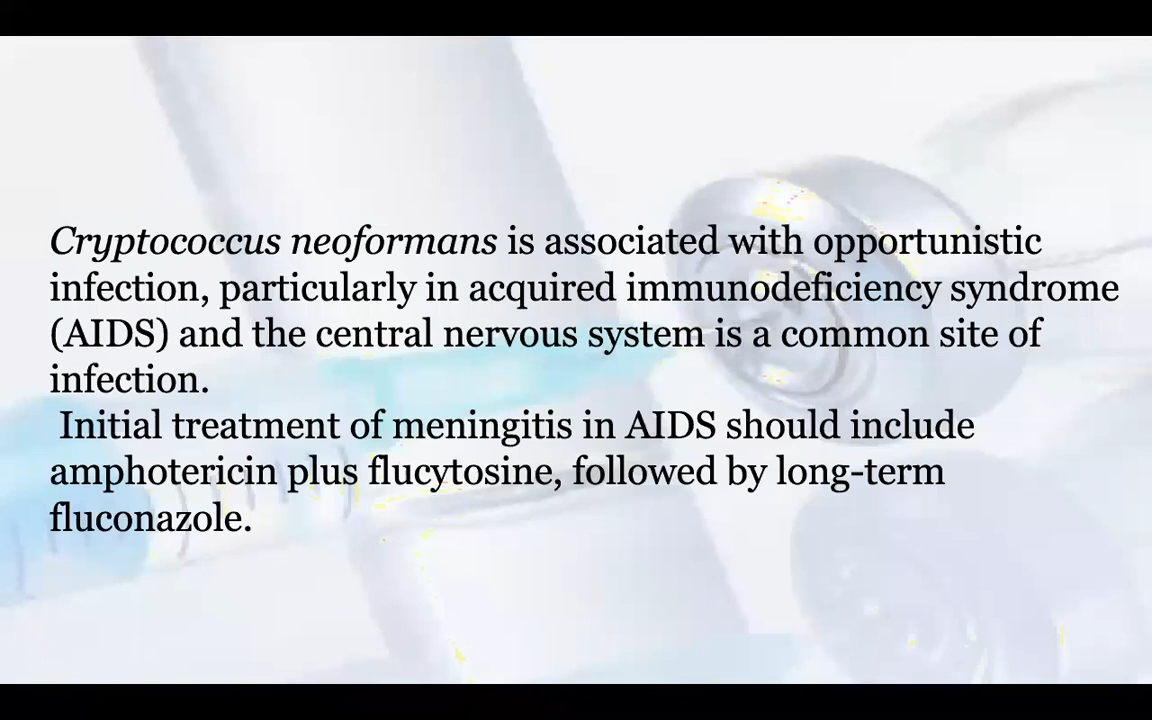 Cryptococcus neoformans is associated with opportunistic
infection, particularly in acquired immunodeficiency syndrome
(AIDS) and the central nervous system is a common site of
infection.
Initial treatment of meningitis in AIDS should include
amphotericin plus flucytosine, followed by long-term
fluconazole.